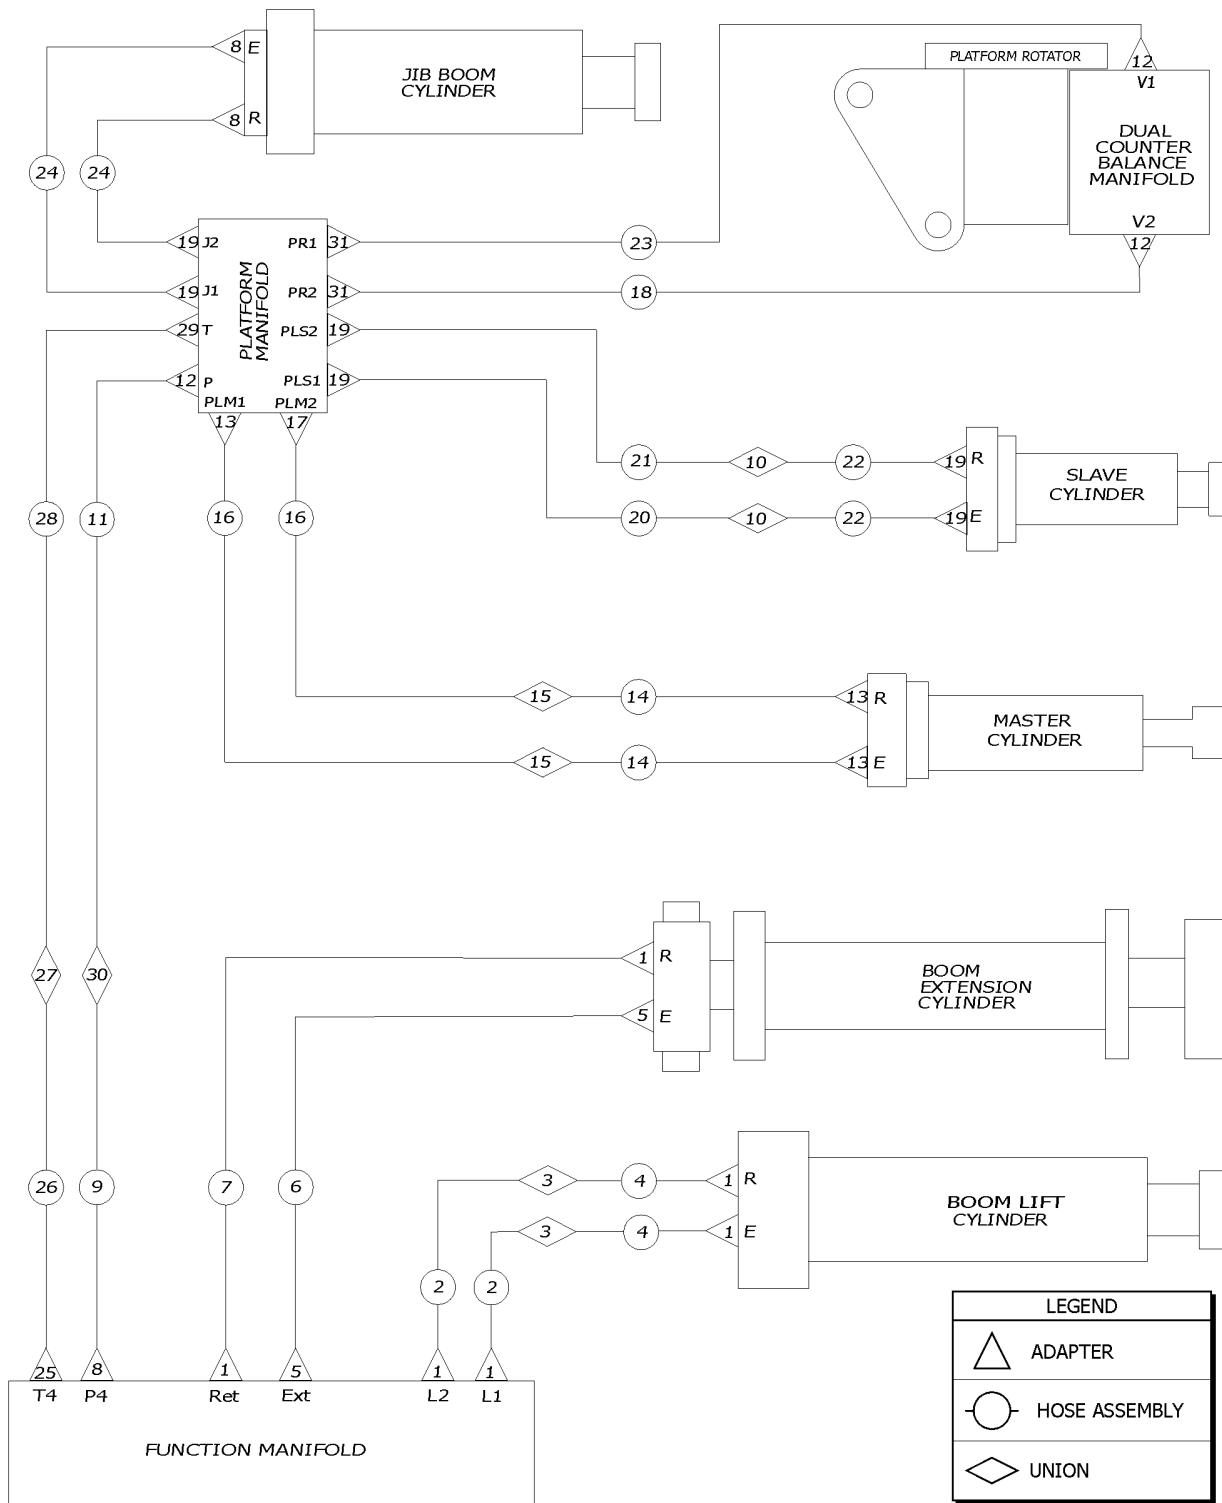 8 E
JIB BOOM
CYLINDER
8 R
PLATFORM ROTATOR
12
V1
DUAL
COUNTER
BALANCE
MANIFOLD
V2
12
24
24
19 J2
PR1 31
23
19 J1
PR2 31
18
PLATFORM
MANIFOLD
29 T
PLS2 19
12 P
PLS1 19
PLM1
PLM2
13
17
21
10
22
19 R
SLAVE
CYLINDER
28
11
16
16
20
10
22
19 E
15
14
13 R
MASTER
CYLINDER
15
14
13 E
1 R
BOOM
EXTENSION
CYLINDER
27
30
5 E
26
9
7
6
3
4
1 R
BOOM LIFT
CYLINDER
3
4
1 E
2
2
25
8
1
5
1
1
T4
P4
Ret
Ext
L2
L1
FUNCTION MANIFOLD
LEGEND
ADAPTER
HOSE ASSEMBLY
UNION